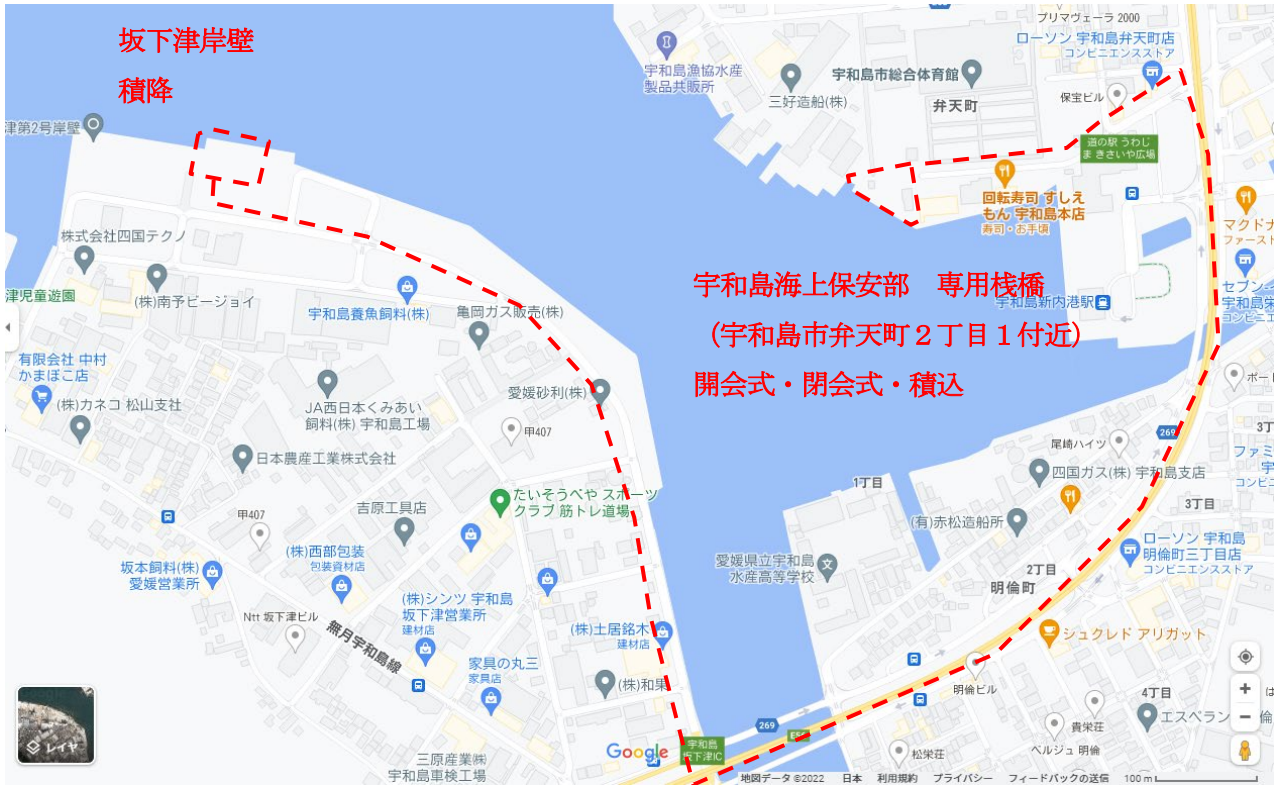 坂下津岸壁
積降
プリマヴェーラ 2000
ローソン 宇和島弁天町店
コンビニエンスストア
宇和島漁協水産
製品共販所
三好造船(株)
宇和島市総合体育館
弁天町
保宝ビル
津第2号岸壁
道の駅 うわじ
ま きさいや広場
回転寿司 すしえ
もん 宇和島本店
寿司・お手頃
マクドナ
ファースト
株式会社四国テクノ
(株)南予ビージョイ
津児童遊園
宇和島養魚飼料(株)
亀岡ガス販売(株)
宇和島海上保安部 専用桟橋
(宇和島市弁天町2丁目1付近)
開会式・閉会式・積込
宇和島新内港駅
セブン
宇和島栄
コンビニエン
有限会社 中村
かまぼこ店
(株)カネコ 松山支社
JA西日本くみあい
飼料(株) 宇和島工場
愛媛砂利(株)
甲407
日本農産工業株式会社
269
尾崎ハイツ
四国ガス(株) 宇和島支店
3丁
ファミ
コンビニ
1丁目
(有)赤松造船所
3丁目
たいそうべや スポーツ
クラブ 筋トレ道場
吉原工具店
甲407
(株)西部包装
包装資材店
坂本飼料(株)
愛媛営業所
愛媛県立宇和島
水産高等学校
2丁目
明倫町
ローソン 宇和島
明倫町三丁目店
コンビニエンスストア
(株)シンツ 宇和島
坂下津営業所
建材店
Ntt 坂下津ビル
無月宇和島線
(株)土居銘木
建材店
シュクレド アリガット
家具の丸三
家具店
(株)和果
明倫ビル
4丁目
貴栄荘
エスペラン
ベルジュ 明倫
269
E56
宇和島
坂下津IC
松栄荘
三原産業㈱
宇和島車検工場
レイヤ
Google
地図データ ©2022 日本 利用規約 プライバシー フィードバックの送信 100 m